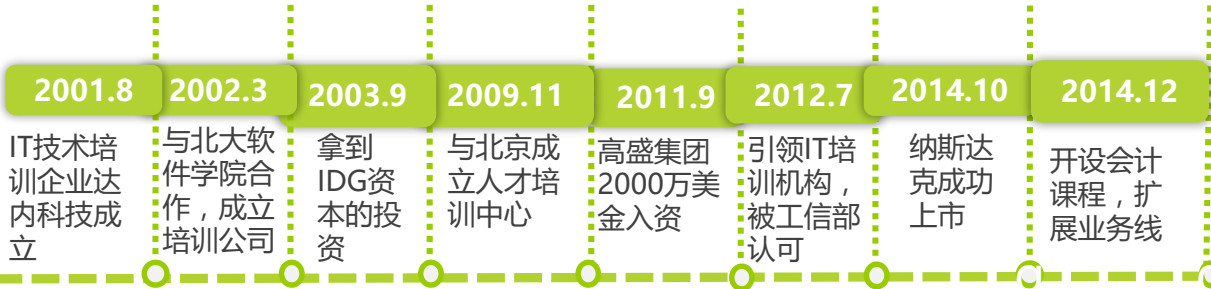 2001.8
IT技术培
训企业达
内科技成
立
2002.3
与北大软
件学院合
作，成立
培训公司
2003.9
拿到
IDG资
本的投
资
2009.11
与北京成
立人才培
训中心
2011.9
高盛集团
2000万美
金入资
2012.7
引领IT培
训机构，
被工信部
认可
2014.10
纳斯达
克成功
上市
2014.12
开设会计
课程，扩
展业务线